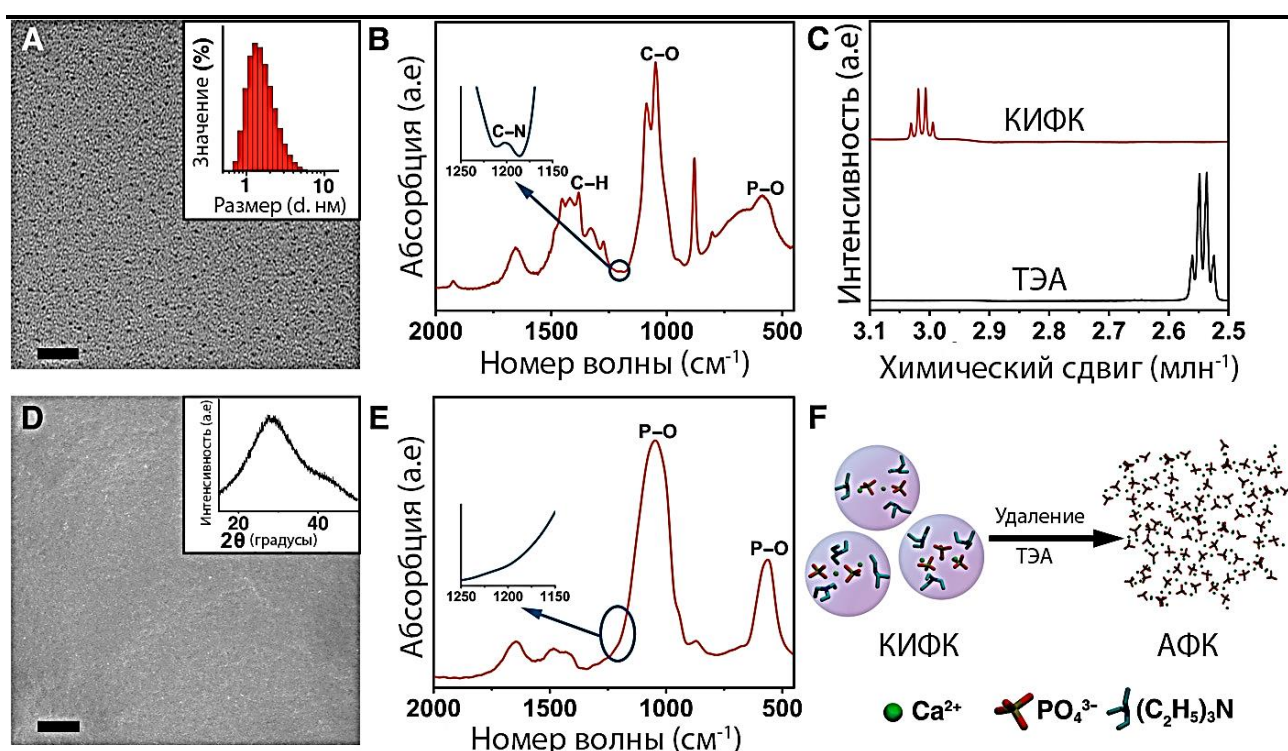 A
Значение (%)
1
10
Размер (d. нм)
B
Абсорбция (а.е)
C–O
C–N
1250
1200
1150
C–H
P–O
2000
1500
1000
500
Номер волны (см⁻¹)
C
Интенсивность (а.е)
КИФК
ТЭА
3.1
3.0
2.9
2.8
2.7
2.6
2.5
Химический сдвиг (млн⁻¹)
D
Интенсивность (а.е)
20
40
2θ (градусы)
E
Абсорбция (а.е)
P–O
P–O
1250
1200
1150
2000
1500
1000
500
Номер волны (см⁻¹)
F
Удаление
ТЭА
КИФК
АФК
Ca²⁺
PO₄³⁻
(C₂H₅)₃N